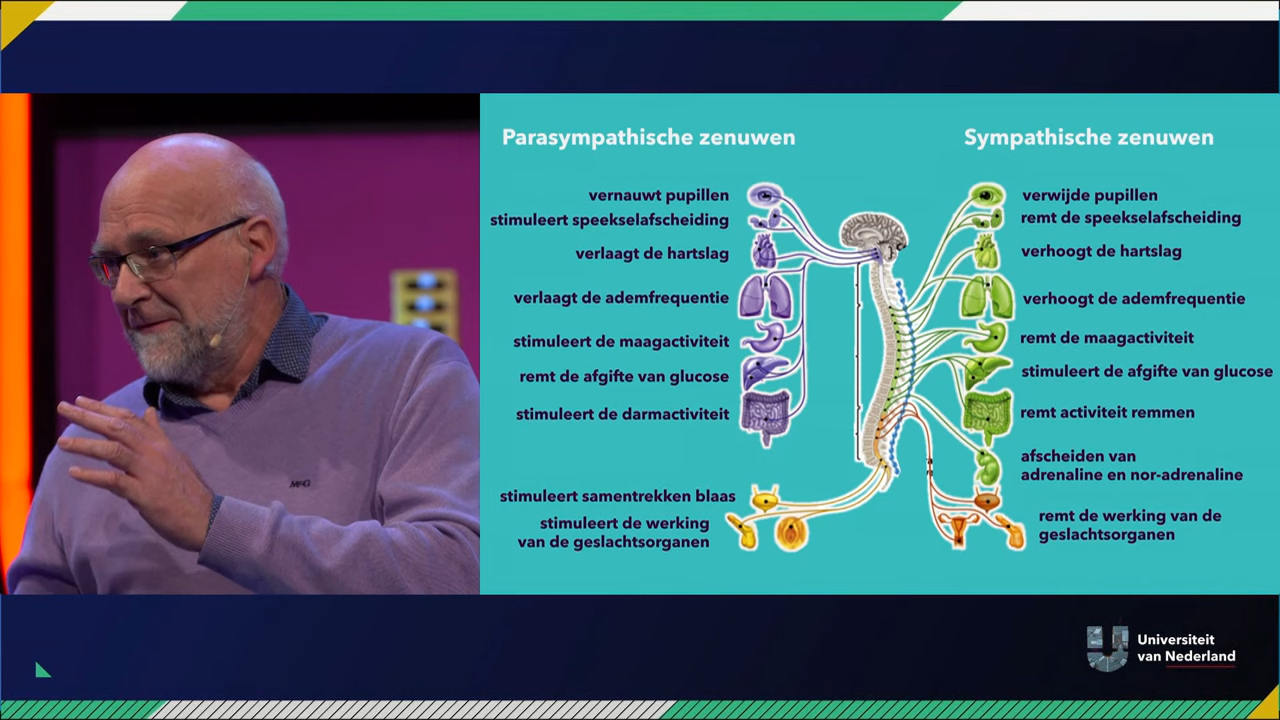 Parasympathische zenuwen
vernauwt pupillen
stimuleert speekselafscheiding
verlaagt de hartslag
verlaagt de ademfrequentie
stimuleert de maagactiviteit
remt de afgifte van glucose
stimuleert de darmactiviteit
stimuleert samentrekken blaas
stimuleert de werking
van de geslachtsorganen
Sympathische zenuwen
verwijde pupillen
remt de speekselafscheiding
verhoogt de hartslag
verhoogt de ademfrequentie
remt de maagactiviteit
stimuleert de afgifte van glucose
remt activiteit remmen
afscheiden van
adrenaline en nor-adrenaline
remt de werking van de
geslachtsorganen
McG
Universiteit
van Nederland